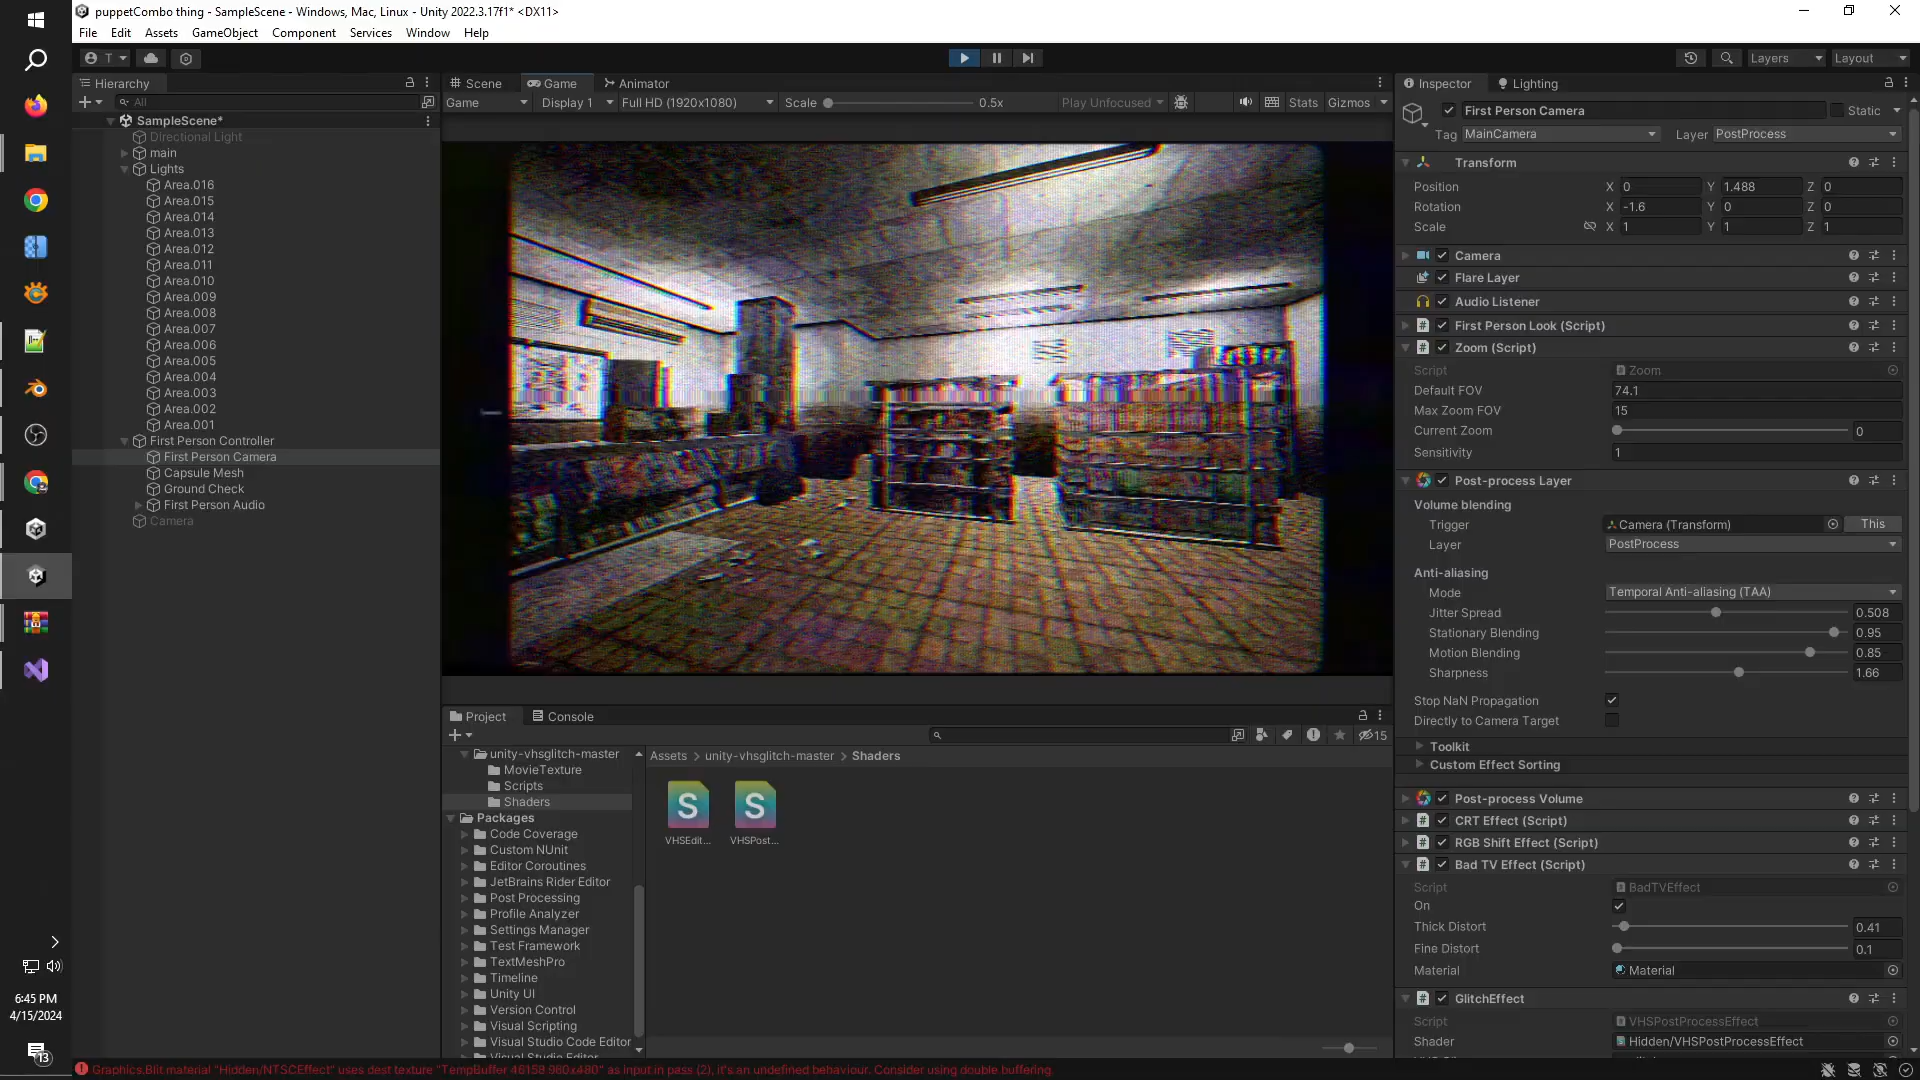 puppetCombo thing - SampleScene - Windows, Mac, Linux - Unity 2022.3.17f1* <DX11>
File Edit Assets GameObject Component Services Window Help
T Layers Layout
Hierarchy
All
SampleScene*
Directional Light
main
Lights
Area.016
Area.015
Area.014
Area.013
Area.012
Area.011
Area.010
Area.009
Area.008
Area.007
Area.006
Area.005
Area.004
Area.003
Area.002
Area.001
First Person Controller
First Person Camera
Capsule Mesh
Ground Check
First Person Audio
Camera
Scene Game Animator
Game Display 1 Full HD (1920x1080) Scale 0.5x Play Unfocused Stats Gizmos
Project Console
15
unity-vhsglitch-master
MovieTexture
Scripts
Shaders
Packages
Code Coverage
Custom NUnit
Editor Coroutines
JetBrains Rider Editor
Post Processing
Profile Analyzer
Settings Manager
Test Framework
TextMeshPro
Timeline
Unity UI
Version Control
Visual Scripting
Visual Studio Code Editor
Visual Studio Editor
Assets > unity-vhsglitch-master > Shaders
S S
VHSEdit... VHSPost...
Inspector Lighting
First Person Camera Static
Tag MainCamera Layer PostProcess
Transform
Position X 0 Y 1.488 Z 0
Rotation X -1.6 Y 0 Z 0
Scale X 1 Y 1 Z 1
Camera
Flare Layer
Audio Listener
First Person Look (Script)
Zoom (Script)
Script Zoom
Default FOV 74.1
Max Zoom FOV 15
Current Zoom 0
Sensitivity 1
Post-process Layer
Volume blending
Trigger Camera (Transform) This
Layer PostProcess
Anti-aliasing
Mode Temporal Anti-aliasing (TAA)
Jitter Spread 0.508
Stationary Blending 0.95
Motion Blending 0.85
Sharpness 1.66
Stop NaN Propagation
Directly to Camera Target
Toolkit
Custom Effect Sorting
Post-process Volume
CRT Effect (Script)
RGB Shift Effect (Script)
Bad TV Effect (Script)
Script BadTVEffect
On
Thick Distort 0.41
Fine Distort 0.1
Material Material
GlitchEffect
Script VHSPostProcessEffect
Shader Hidden/VHSPostProcessEffect
6:45 PM
4/15/2024
13
Graphics.Blit material "Hidden/NTSCEffect" uses dest texture "TempBuffer 46158 960x480" as input in pass (2), it's an undefined behaviour. Consider using double buffering.